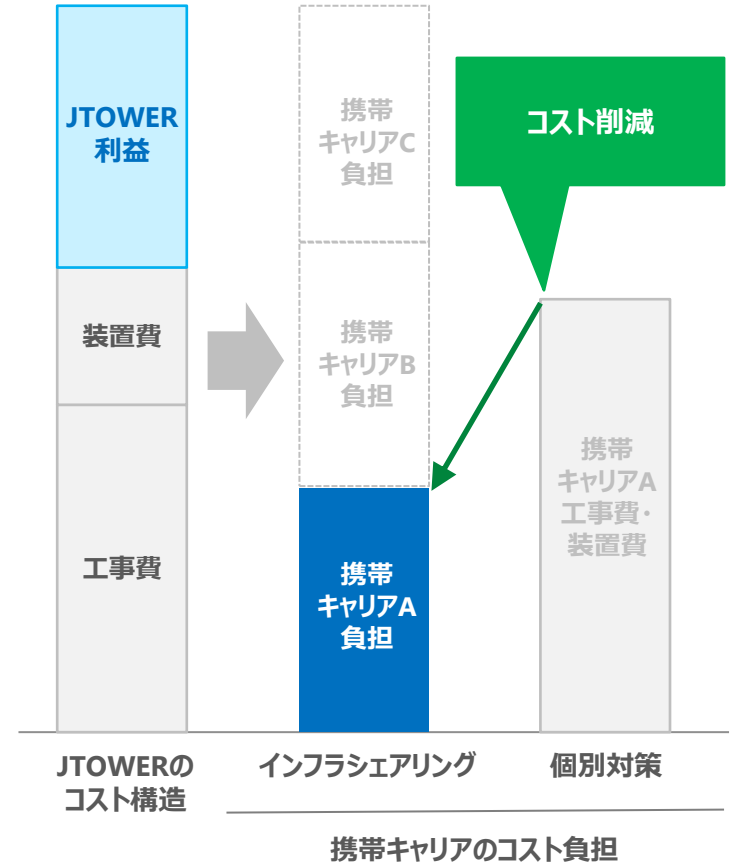 JTOWER
利益
装置費
工事費
携帯
キャリアC
負担
携帯
キャリアB
負担
携帯
キャリアA
負担
コスト削減
携帯
キャリアA
工事費・
装置費
JTOWERの
コスト構造
インフラシェアリング
個別対策
携帯キャリアのコスト負担